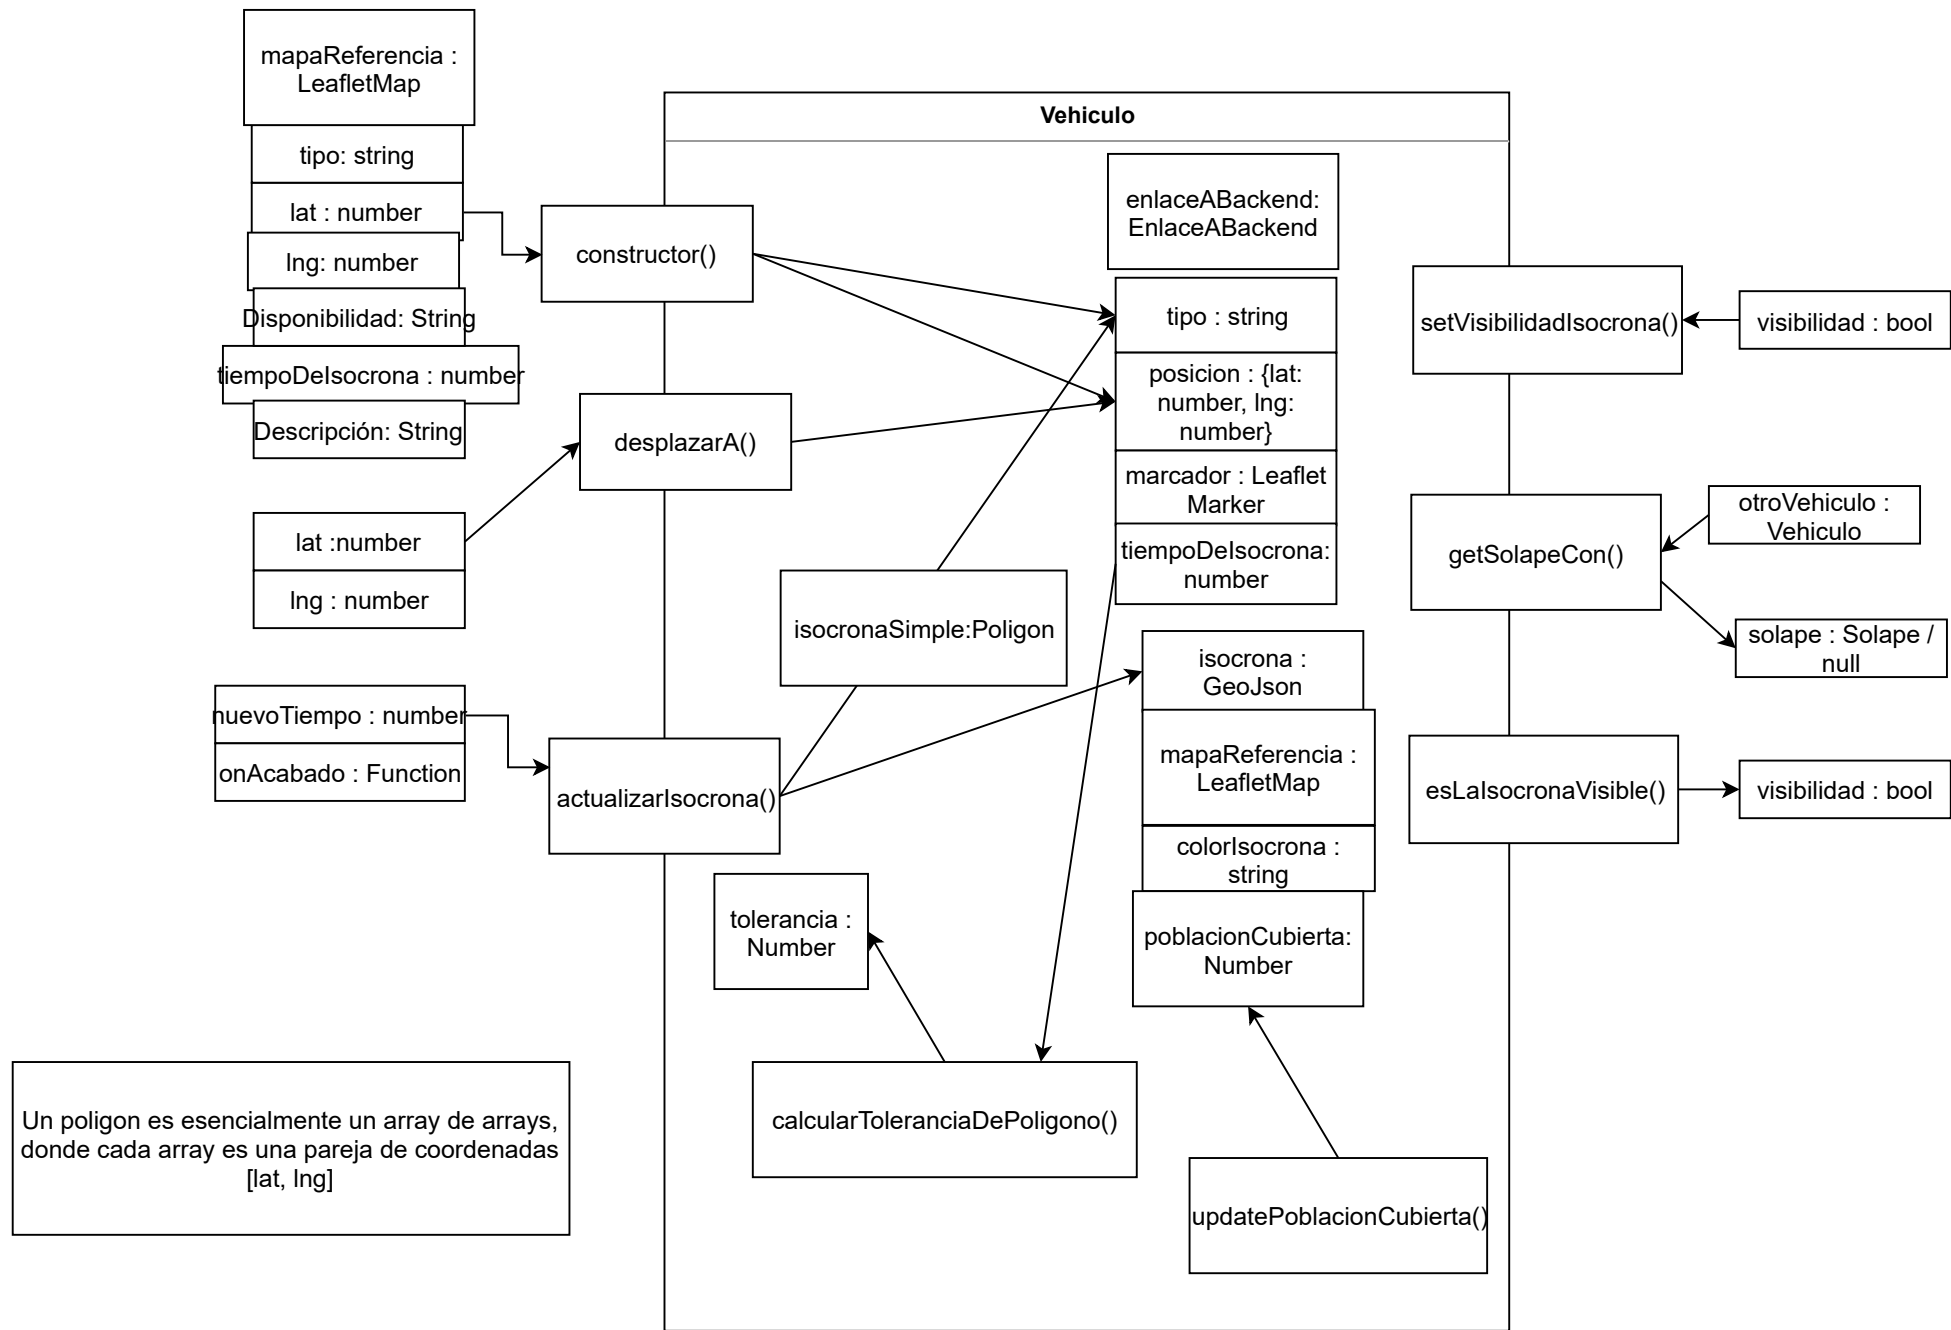 mapaReferencia :
LeafletMap
tipo: string
lat : number
lng: number
Disponibilidad: String
tiempoDeIsocrona : number
Descripción: String
lat :number
lng : number
nuevoTiempo : number
onAcabado : Function
Un poligon es esencialmente un array de arrays,
donde cada array es una pareja de coordenadas
[lat, lng]
Vehiculo
constructor()
desplazarA()
actualizarIsocrona()
isocronaSimple:Poligon
tolerancia :
Number
calcularToleranciaDePoligono()
enlaceABackend:
EnlaceABackend
tipo : string
posicion : {lat:
number, lng:
number}
marcador : Leaflet
Marker
tiempoDeIsocrona:
number
isocrona :
GeoJson
mapaReferencia :
LeafletMap
colorIsocrona :
string
poblacionCubierta:
Number
updatePoblacionCubierta()
setVisibilidadIsocrona()
visibilidad : bool
getSolapeCon()
otroVehiculo :
Vehiculo
solape : Solape /
null
esLaIsocronaVisible()
visibilidad : bool